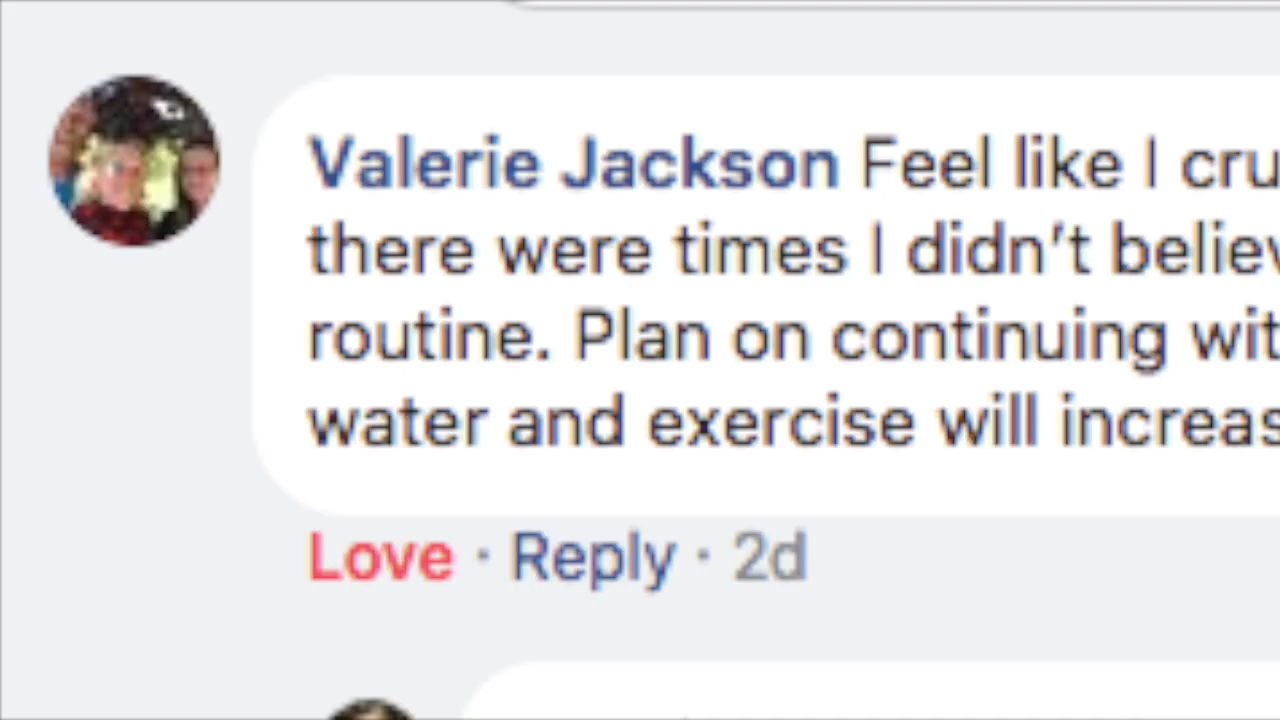 Valerie Jackson Feel like I cru
there were times I didn’t believ
routine. Plan on continuing wit
water and exercise will increas
Love · Reply · 2d